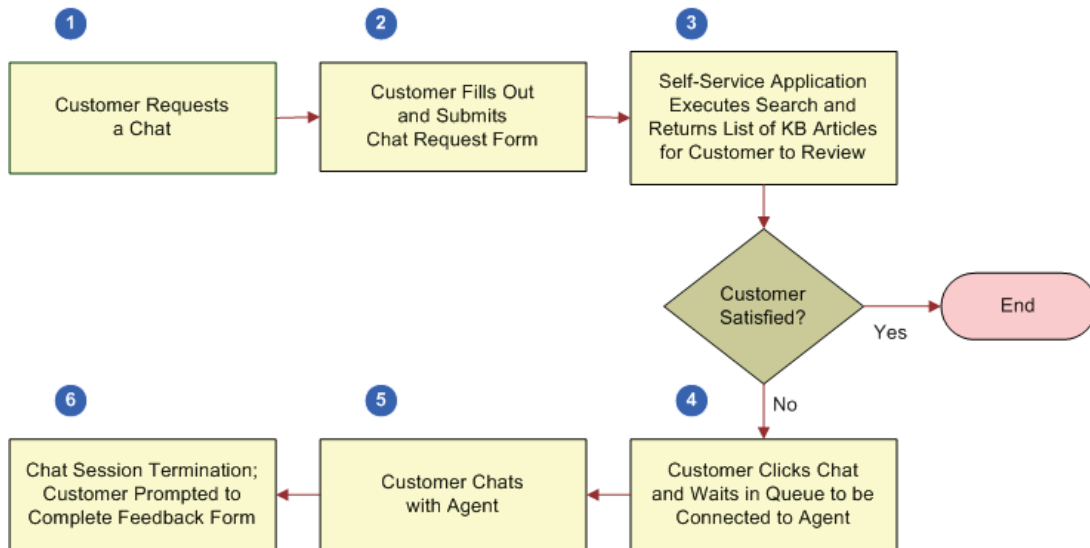 1
Customer Requests
a Chat
2
Customer Fills Out
and Submits
Chat Request Form
3
Self-Service Application
Executes Search and
Returns List of KB Articles
for Customer to Review
Customer
Satisfied?
Yes
End
No
4
Customer Clicks Chat
and Waits in Queue to be
Connected to Agent
5
Customer Chats
with Agent
6
Chat Session Termination;
Customer Prompted to
Complete Feedback Form